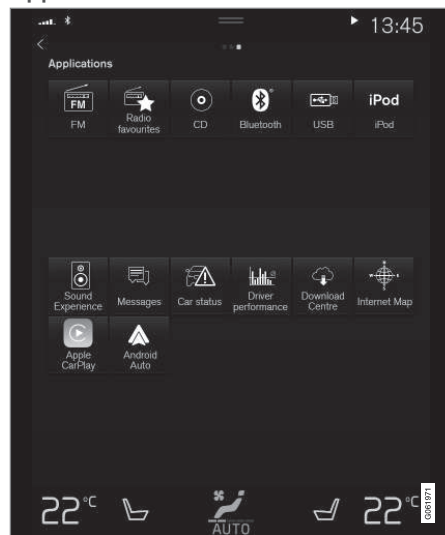 13:45
Applications
FM
FM Radio favourites CD Bluetooth USB iPod
iPod
Sound Experience Messages Car status Driver performance Download Centre Internet Map
Apple CarPlay Android Auto
22°C AUTO 22°C
G061971